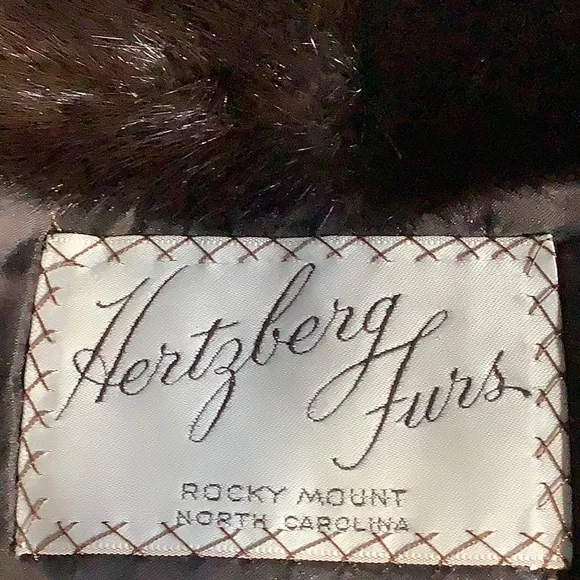 Hertzberg
Furs
ROCKY MOUNT
NORTH CAROLINA